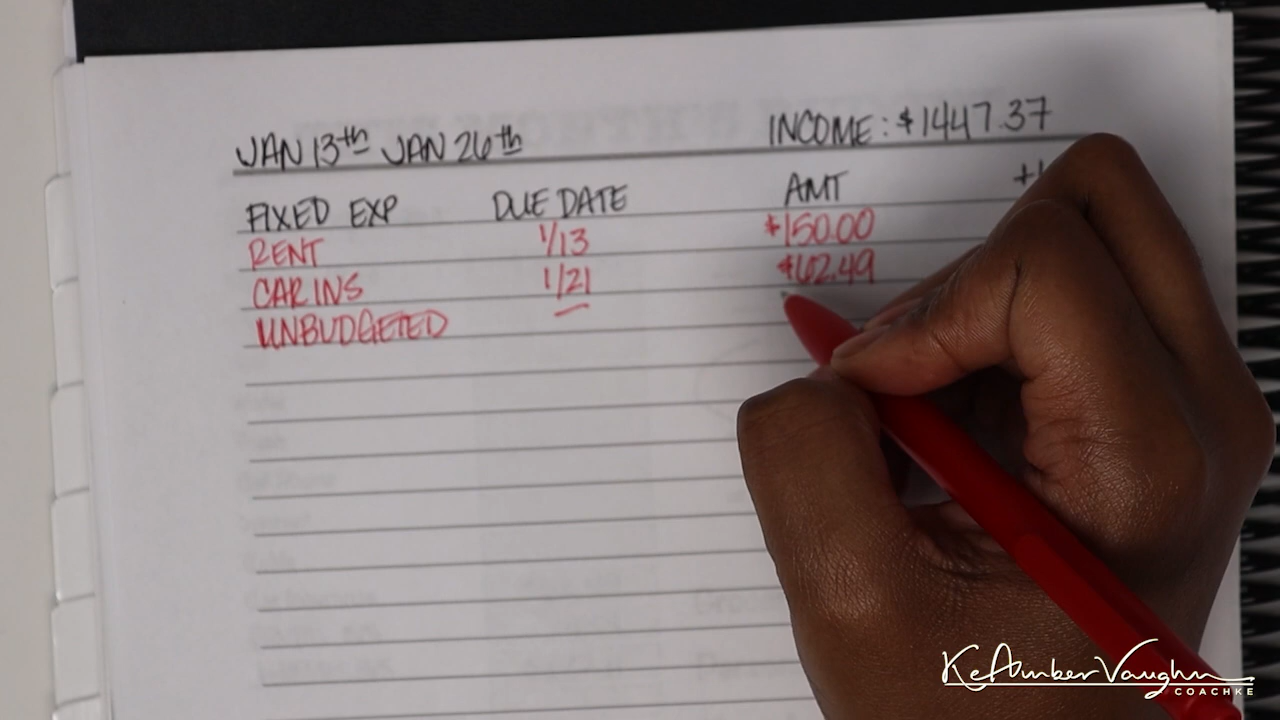 JAN 13th JAN 26th INCOME: $1447.37
FIXED EXP DUE DATE AMT
RENT 1/13 $150.00
CAR INS 1/21 $62.49
UNBUDGETED —
KeAmber Vaughn
COACHKE